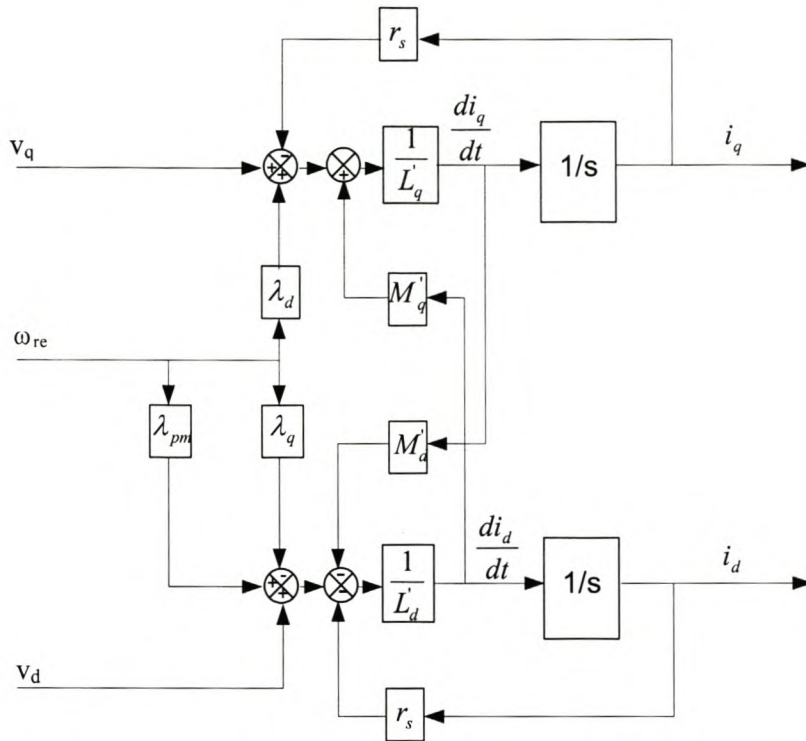 r_s
v_q
+ - +
+
1/L'_q
di_q/dt
1/s
i_q
λ_d
M'_q
ω_re
λ_pm
λ_q
M'_d
+ - +
- -
1/L'_d
di_d/dt
1/s
i_d
v_d
r_s